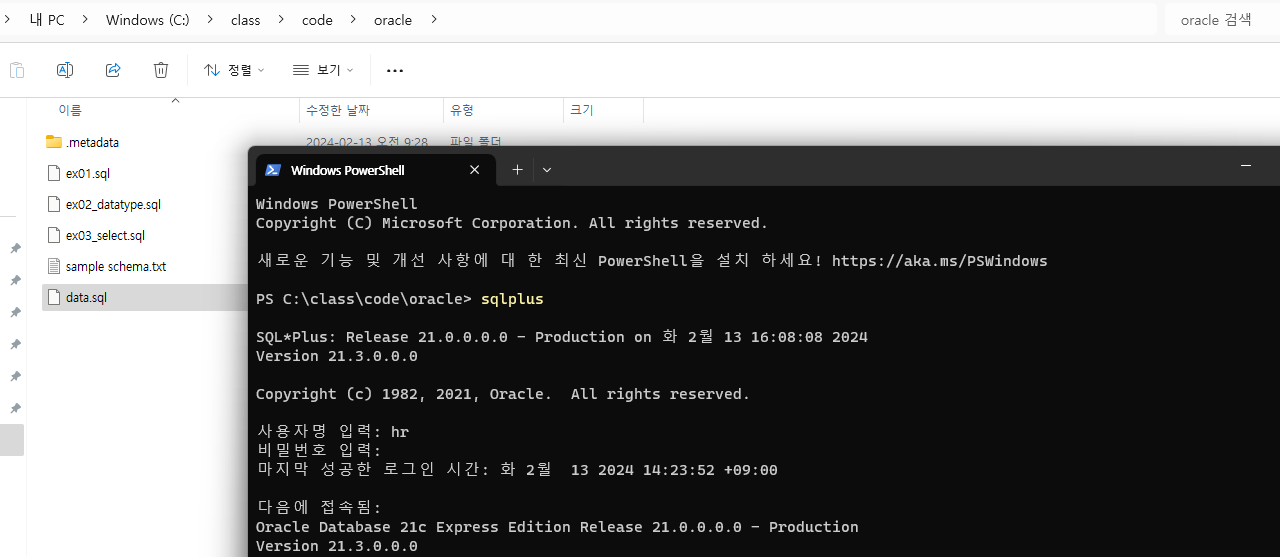 내 PC > Windows (C:) > class > code > oracle >
oracle 검색
정렬
보기
이름
수정한 날짜
유형
크기
.metadata
2024-02-13 오전 9:28
파일 폴더
ex01.sql
ex02_datatype.sql
ex03_select.sql
sample schema.txt
data.sql
Windows PowerShell
Windows PowerShell
Copyright (C) Microsoft Corporation. All rights reserved.
새로운 기능 및 개선 사항에 대 한 최신 PowerShell을 설치 하세요! https://aka.ms/PSWindows
PS C:\class\code\oracle> sqlplus
SQL*Plus: Release 21.0.0.0.0 - Production on 화 2월 13 16:08:08 2024
Version 21.3.0.0.0
Copyright (c) 1982, 2021, Oracle.  All rights reserved.
사용자명 입력: hr
비밀번호 입력:
마지막 성공한 로그인 시간: 화 2월  13 2024 14:23:52 +09:00
다음에 접속됨:
Oracle Database 21c Express Edition Release 21.0.0.0.0 - Production
Version 21.3.0.0.0